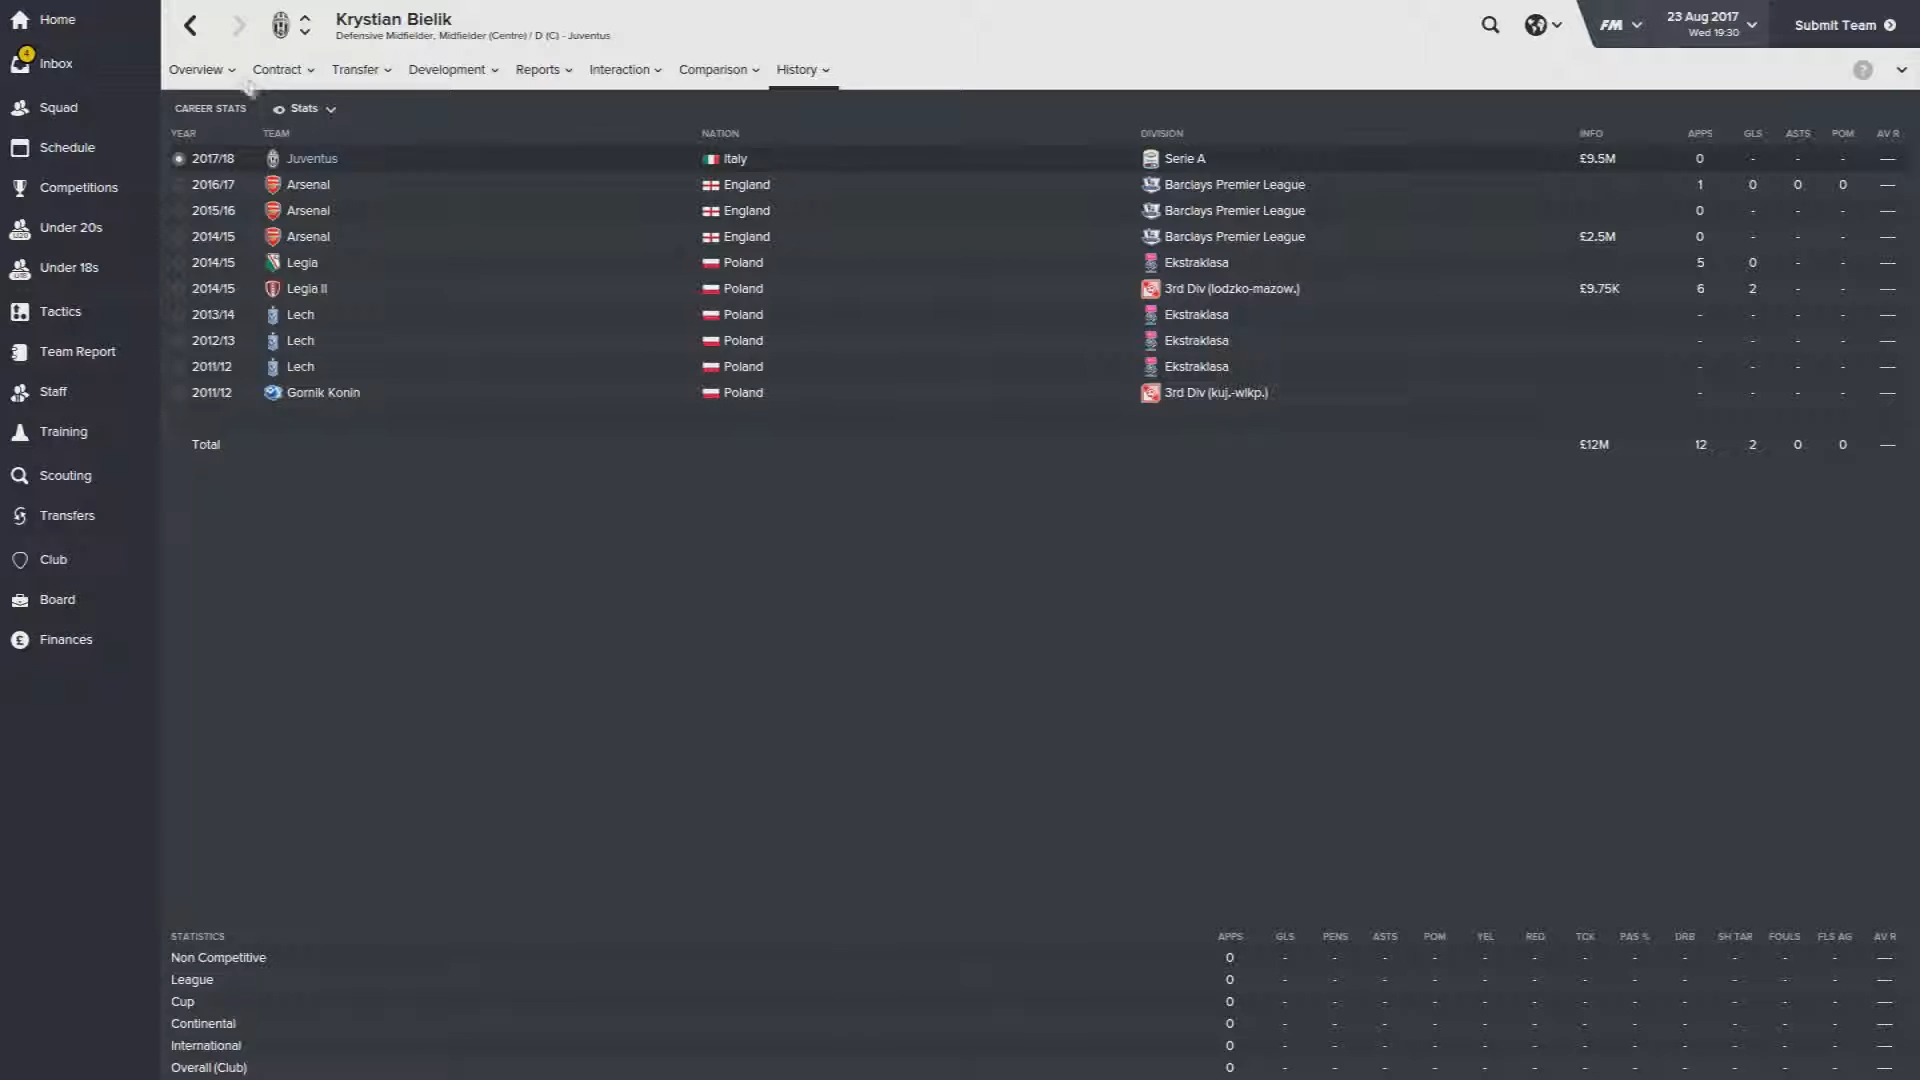 Home
4
Inbox
Squad
Schedule
Competitions
Under 20s
Under 18s
Tactics
Team Report
Staff
Training
Scouting
Transfers
Club
Board
Finances
Krystian Bielik
Defensive Midfielder, Midfielder (Centre) / D (C) - Juventus
FM
23 Aug 2017
Wed 19:30
Submit Team
Overview Contract Transfer Development Reports Interaction Comparison History ?
CAREER STATS Stats
YEAR TEAM NATION DIVISION INFO APPS GLS ASTS POM AV R
2017/18 Juventus Italy Serie A £9.5M 0 - - - —
2016/17 Arsenal England Barclays Premier League 1 0 0 0 —
2015/16 Arsenal England Barclays Premier League 0 - - - —
2014/15 Arsenal England Barclays Premier League £2.5M 0 - - - —
2014/15 Legia Poland Ekstraklasa 5 0 - - —
2014/15 Legia II Poland 3rd Div (lodzko-mazow.) £9.75K 6 2 - - —
2013/14 Lech Poland Ekstraklasa - - - - —
2012/13 Lech Poland Ekstraklasa - - - - —
2011/12 Lech Poland Ekstraklasa - - - - —
2011/12 Gornik Konin Poland 3rd Div (kuj.-wlkp.) - - - - —
Total £12M 12 2 0 0 —
STATISTICS APPS GLS PENS ASTS POM YEL RED TCK PAS % DRB SH TAR FOULS FLS AG AV R
Non Competitive 0 - - - - - - - - - - - - —
League 0 - - - - - - - - - - - - —
Cup 0 - - - - - - - - - - - - —
Continental 0 - - - - - - - - - - - - —
International 0 - - - - - - - - - - - - —
Overall (Club) 0 - - - - - - - - - - - - —